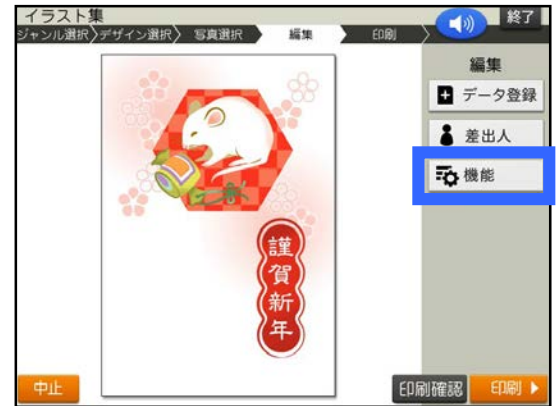 イラスト集
終了
ジャンル選択
デザイン選択
写真選択
編集
印刷
編集
データ登録
差出人
機能
謹賀新年
中止
印刷確認
印刷